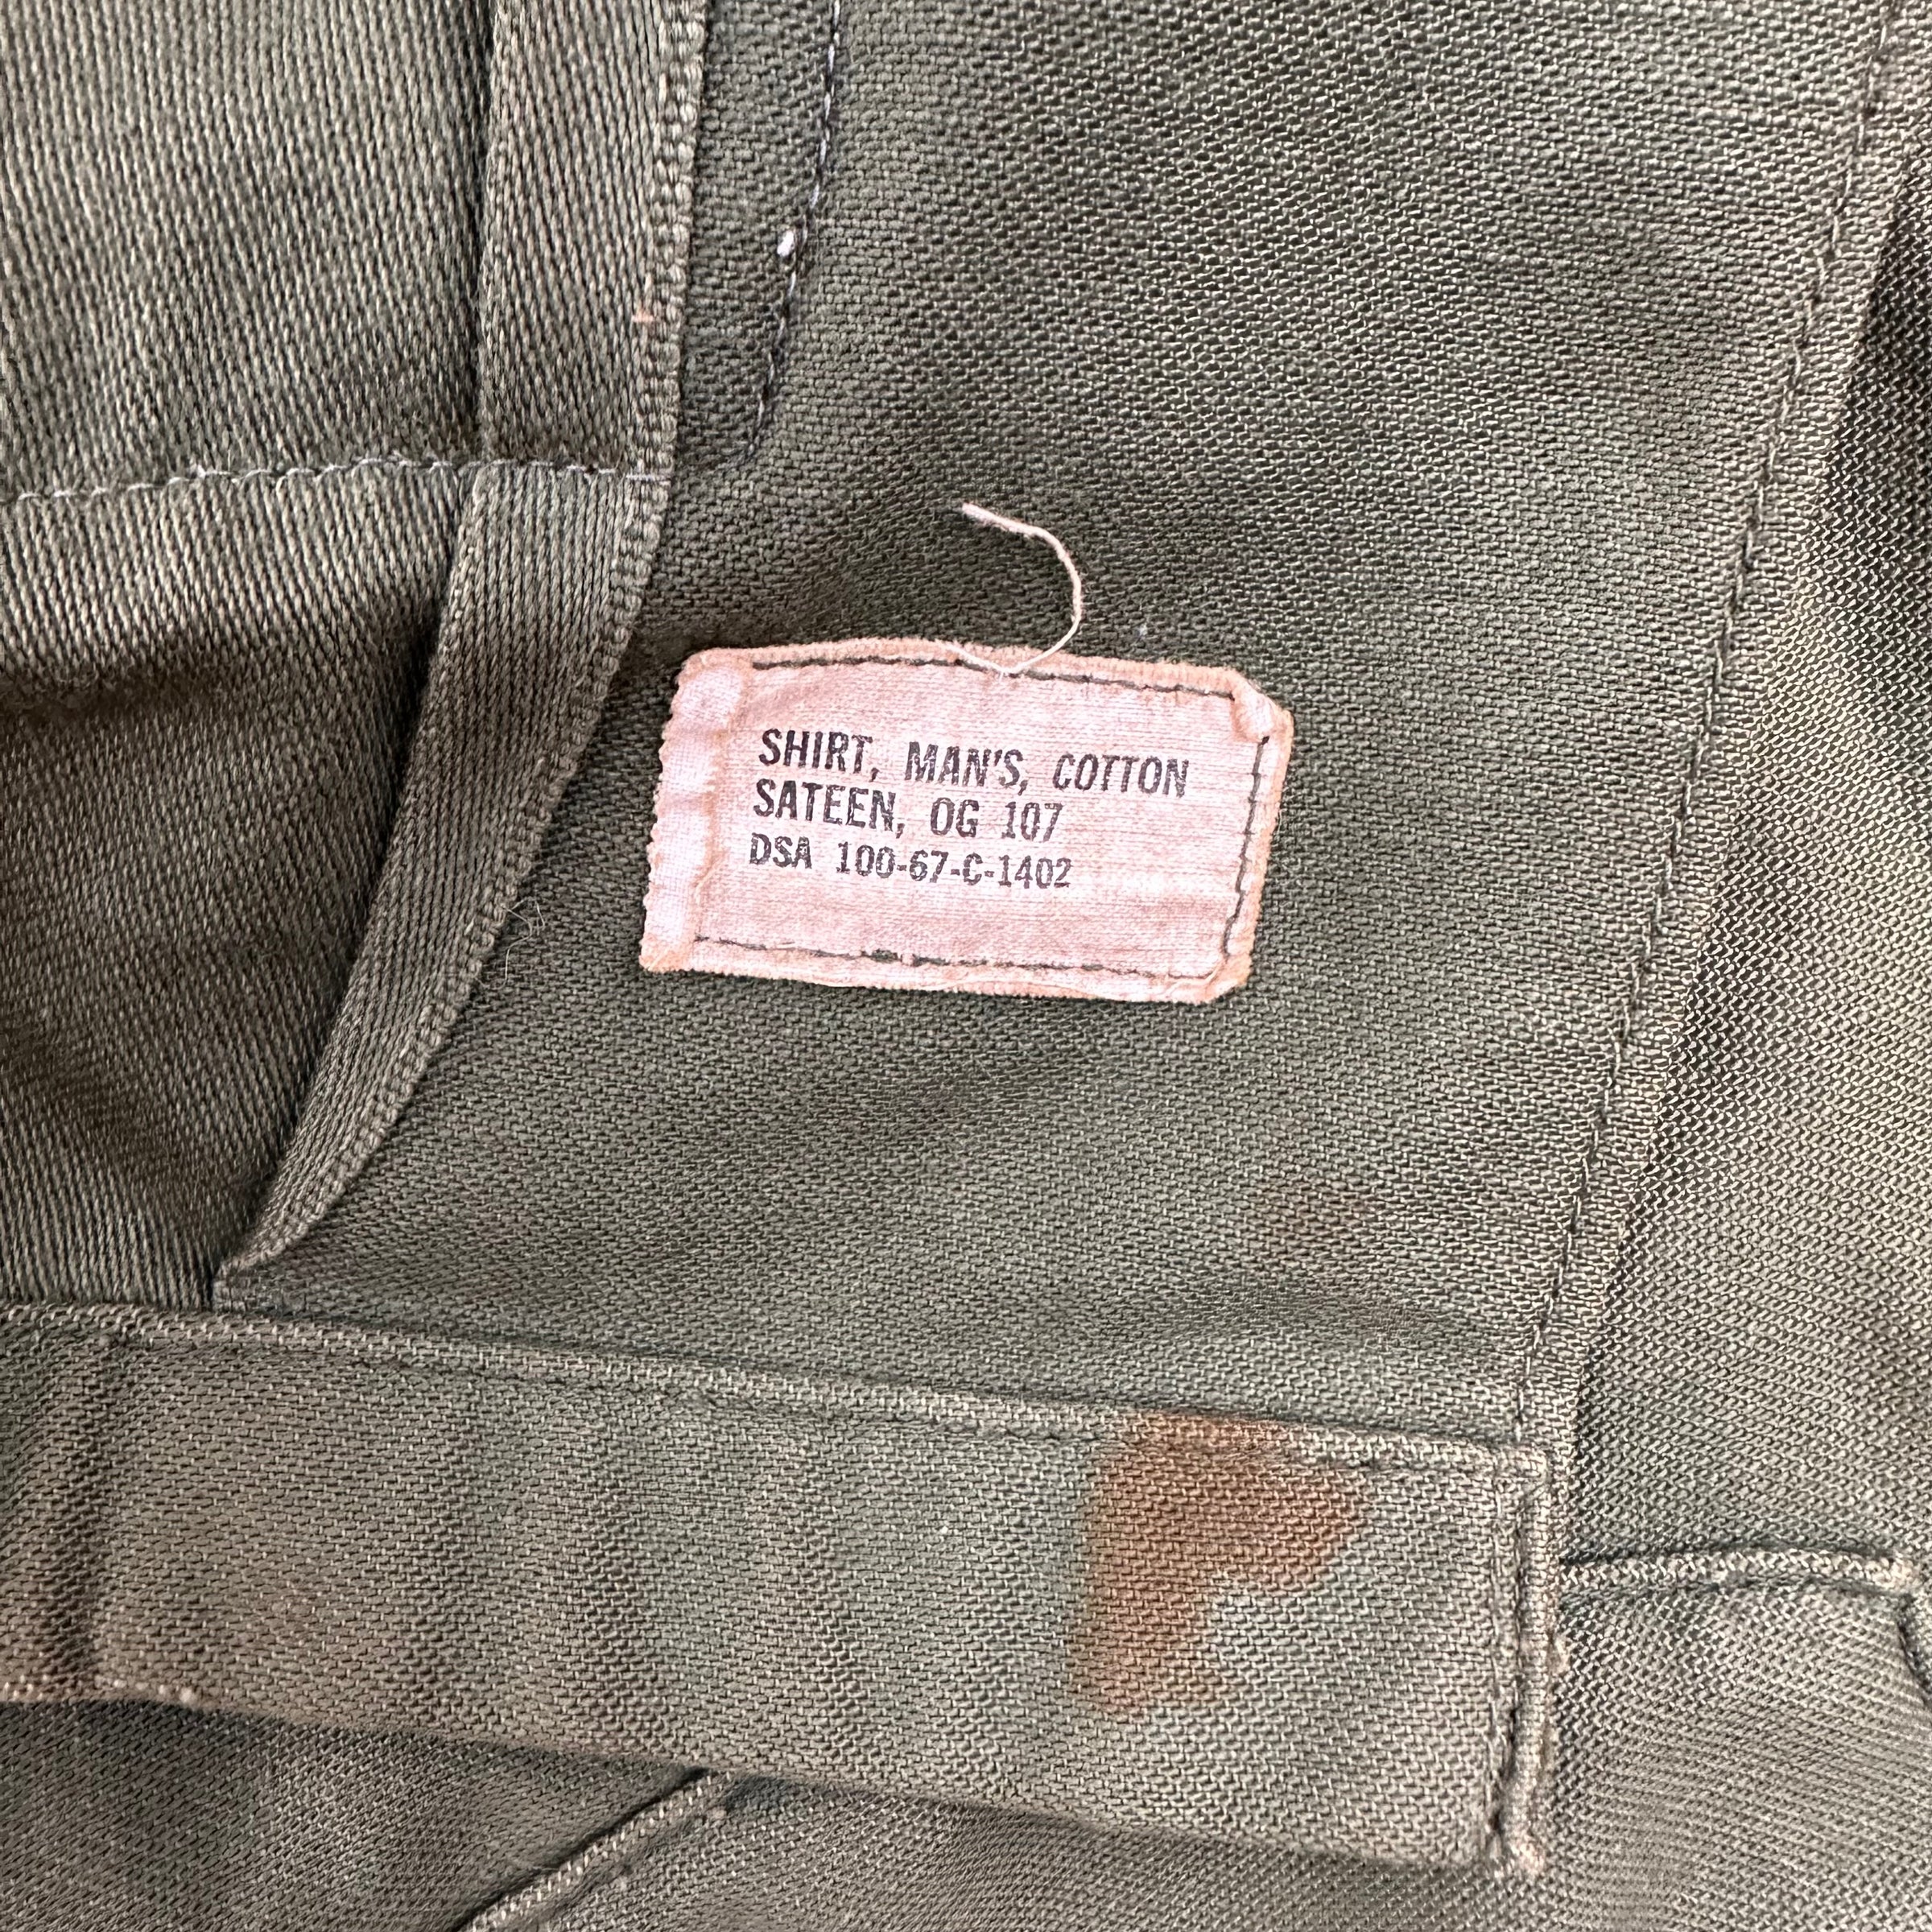 SHIRT, MAN'S, COTTON
SATEEN, OG 107
DSA 100-67-C-1402